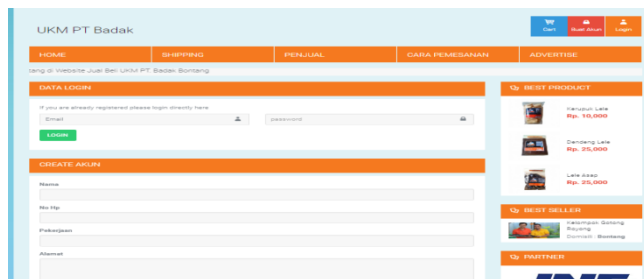 UKM PT Badak
Cart
Buat Akun
Login
HOME
SHIPPING
PENJUAL
CARA PEMESANAN
ADVERTISE
tang di Website Jual Beli UKM PT. Badak Bontang
DATA LOGIN
If you are already registered please login directly here
Email
password
LOGIN
CREATE AKUN
Nama
No Hp
Pekerjaan
Alamat
BEST PRODUCT
Kerupuk Lele
Rp. 10,000
Dendeng Lele
Rp. 25,000
Lele Asap
Rp. 25,000
BEST SELLER
Kelompok Gotong
Royong
Domisili : Bontang
PARTNER